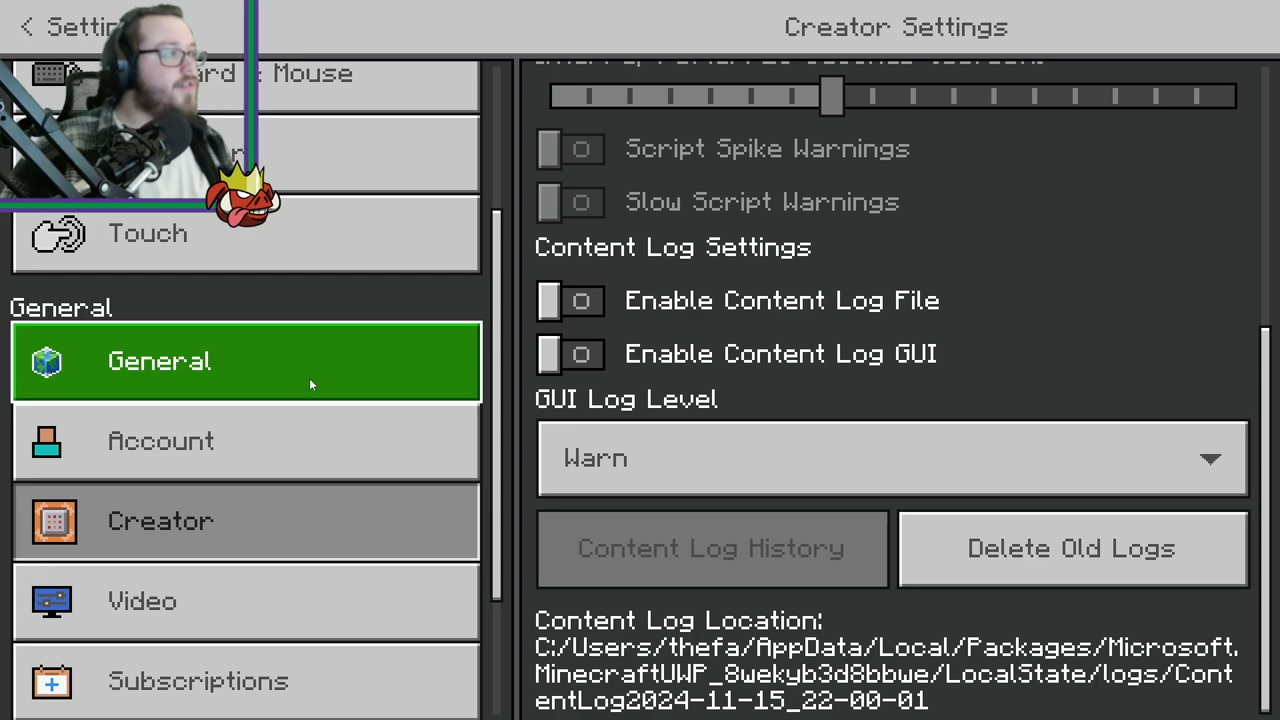 Creator Settings
& Mouse
Touch
General
General
Account
Creator
Video
Subscriptions
Script Spike Warnings
Slow Script Warnings
Content Log Settings
Enable Content Log File
Enable Content Log GUI
GUI Log Level
Warn
Content Log History
Delete Old Logs
Content Log Location:
C:/Users/thefa/AppData/Local/Packages/Microsoft.
MinecraftUWP_8wekyb3d8bbwe/LocalState/logs/Cont
entLog2024-11-15_22-00-01